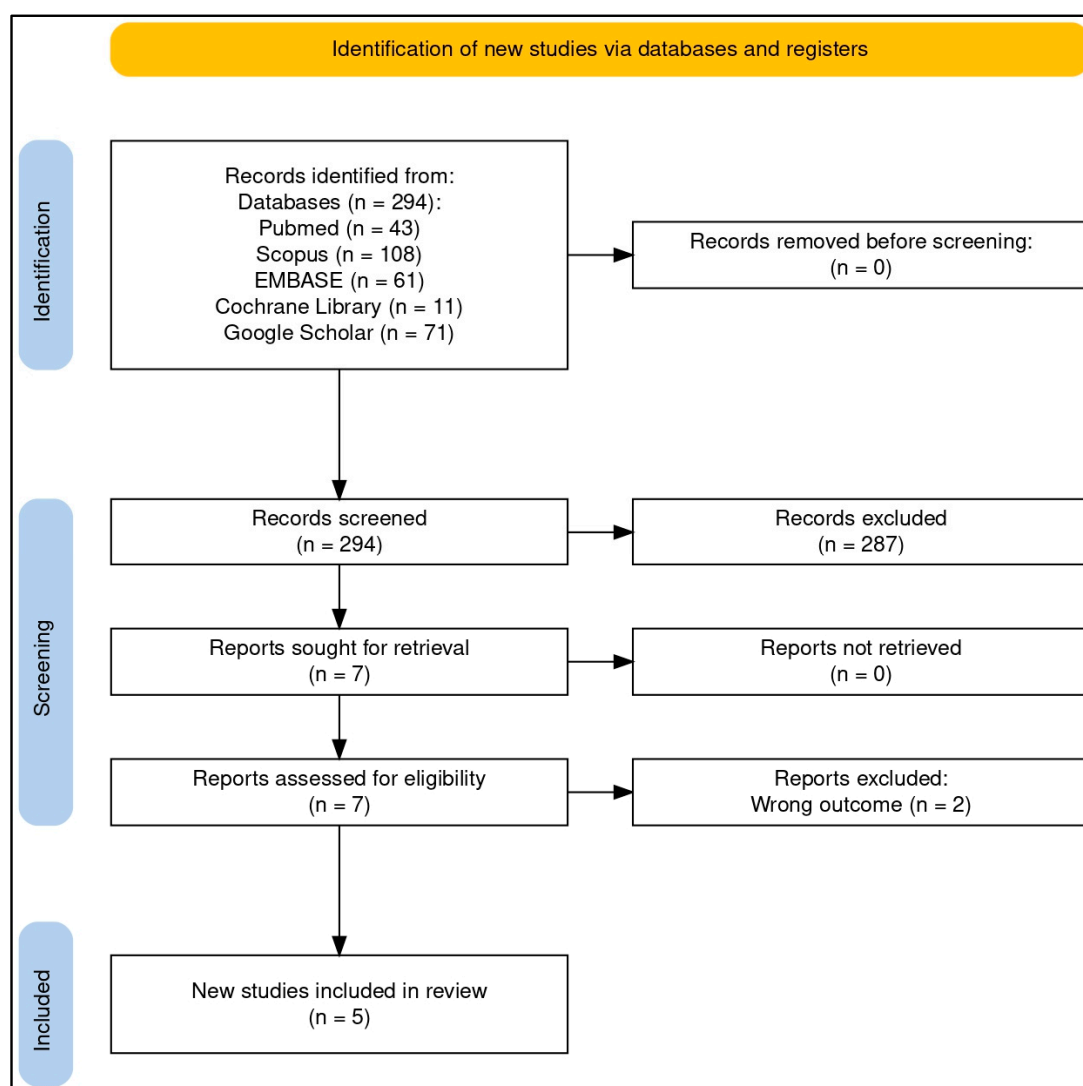 Identification of new studies via databases and registers
Identification
Records identified from:
Databases (n = 294):
Pubmed (n = 43)
Scopus (n = 108)
EMBASE (n = 61)
Cochrane Library (n = 11)
Google Scholar (n = 71)
Records removed before screening:
(n = 0)
Screening
Records screened
(n = 294)
Records excluded
(n = 287)
Reports sought for retrieval
(n = 7)
Reports not retrieved
(n = 0)
Reports assessed for eligibility
(n = 7)
Reports excluded:
Wrong outcome (n = 2)
Included
New studies included in review
(n = 5)